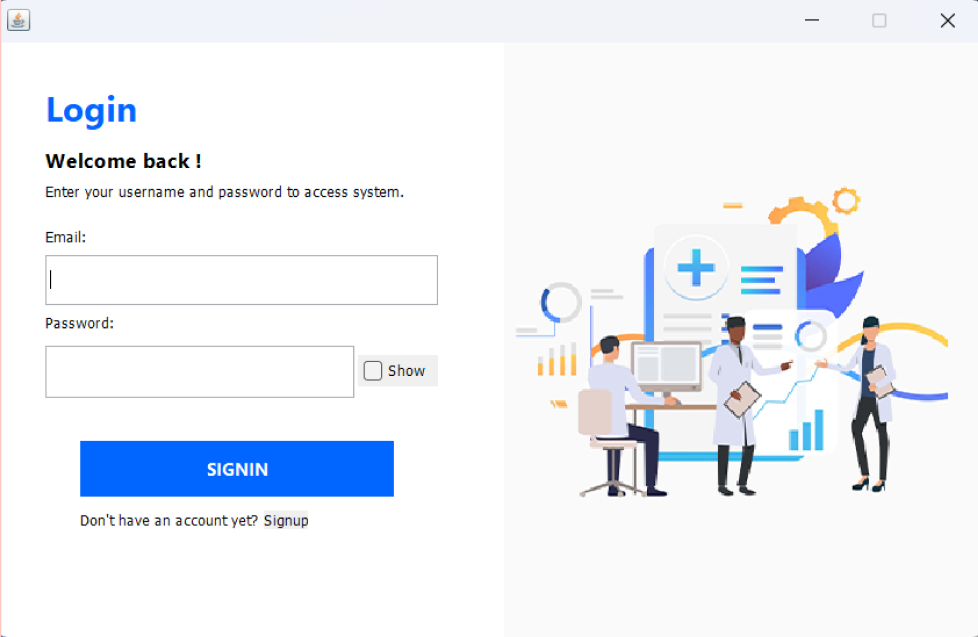 Login
Welcome back !
Enter your username and password to access system.
Email:
Password:
Show
SIGNIN
Don't have an account yet? Signup